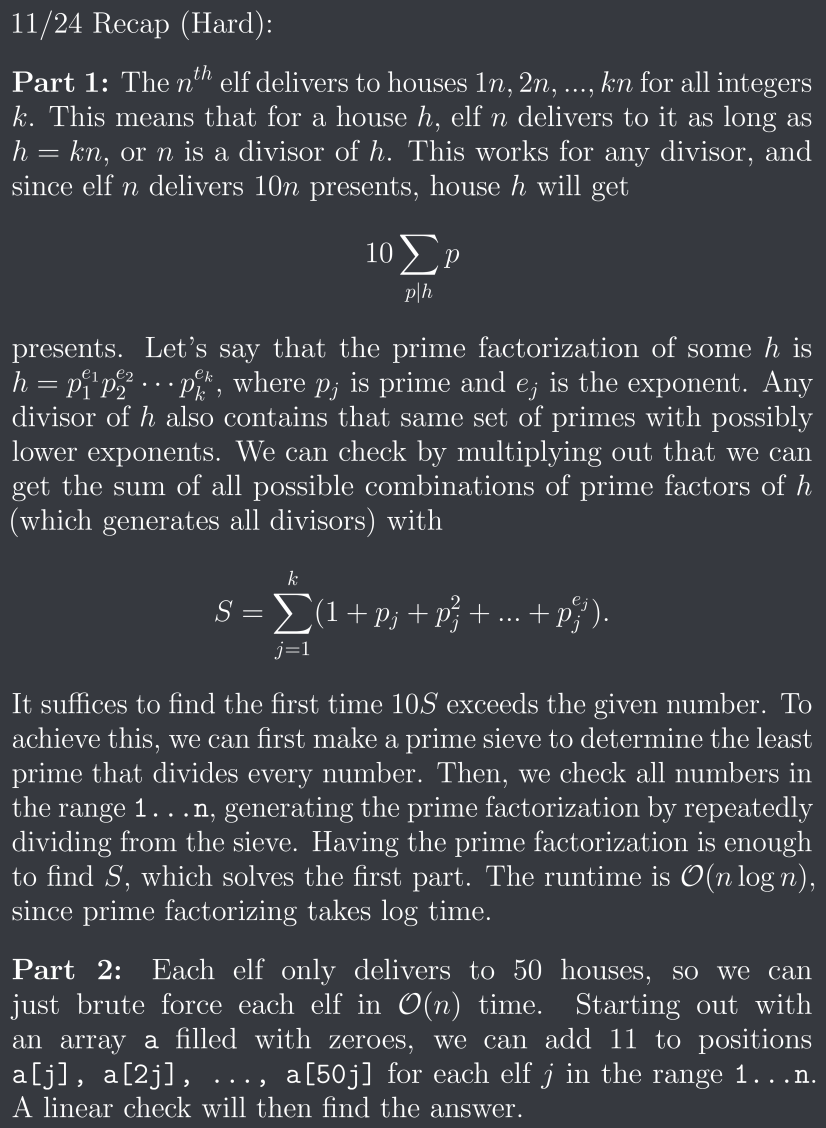 11/24 Recap (Hard):
Part 1: The n^{th} elf delivers to houses 1n, 2n, ..., kn for all integers
k. This means that for a house h, elf n delivers to it as long as
h = kn, or n is a divisor of h. This works for any divisor, and
since elf n delivers 10n presents, house h will get
10 \sum_{p|h} p
presents. Let's say that the prime factorization of some h is
h = p_1^{e_1} p_2^{e_2} \cdots p_k^{e_k}, where p_j is prime and e_j is the exponent. Any
divisor of h also contains that same set of primes with possibly
lower exponents. We can check by multiplying out that we can
get the sum of all possible combinations of prime factors of h
(which generates all divisors) with
S = \sum_{j=1}^{k} (1 + p_j + p_j^2 + ... + p_j^{e_j}).
It suffices to find the first time 10S exceeds the given number. To
achieve this, we can first make a prime sieve to determine the least
prime that divides every number. Then, we check all numbers in
the range 1...n, generating the prime factorization by repeatedly
dividing from the sieve. Having the prime factorization is enough
to find S, which solves the first part. The runtime is O(n log n),
since prime factorizing takes log time.
Part 2: Each elf only delivers to 50 houses, so we can
just brute force each elf in O(n) time. Starting out with
an array a filled with zeroes, we can add 11 to positions
a[j], a[2j], ..., a[50j] for each elf j in the range 1...n.
A linear check will then find the answer.